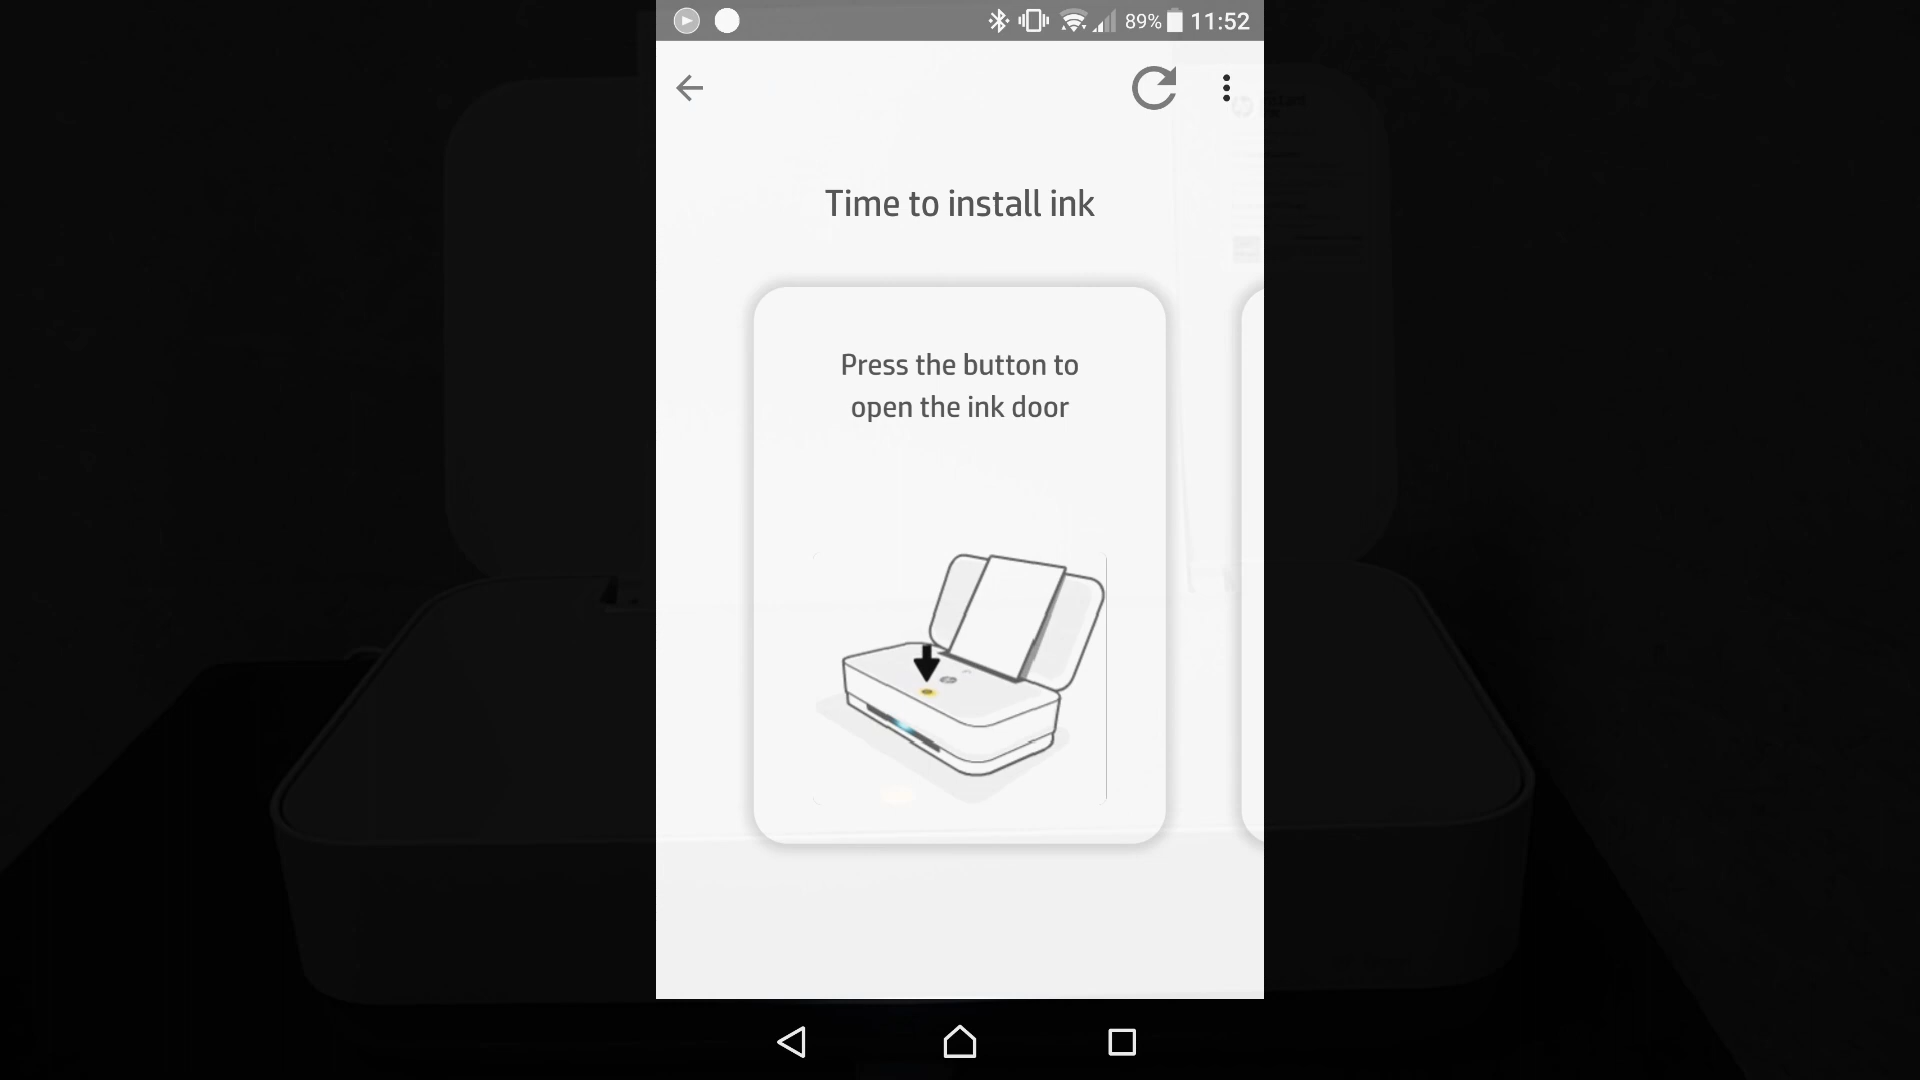 89% 11:52
Time to install ink
Press the button to
open the ink door